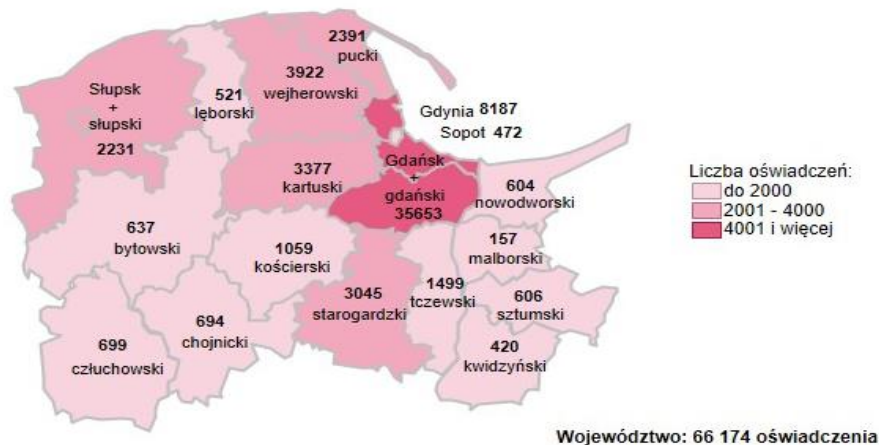 2391
pucki
3922
wejherowski
Słupsk
+
słupski
2231
521
lęborski
Gdynia 8187
Sopot 472
Gdańsk
+
gdański
35653
3377
kartuski
604
nowodworski
637
bytowski
1059
kościerski
157
malborski
1499
tczewski
3045
starogardzki
606
sztumski
694
chojnicki
699
człuchowski
420
kwidzyński
Liczba oświadczeń:
do 2000
2001 - 4000
4001 i więcej
Województwo: 66 174 oświadczenia